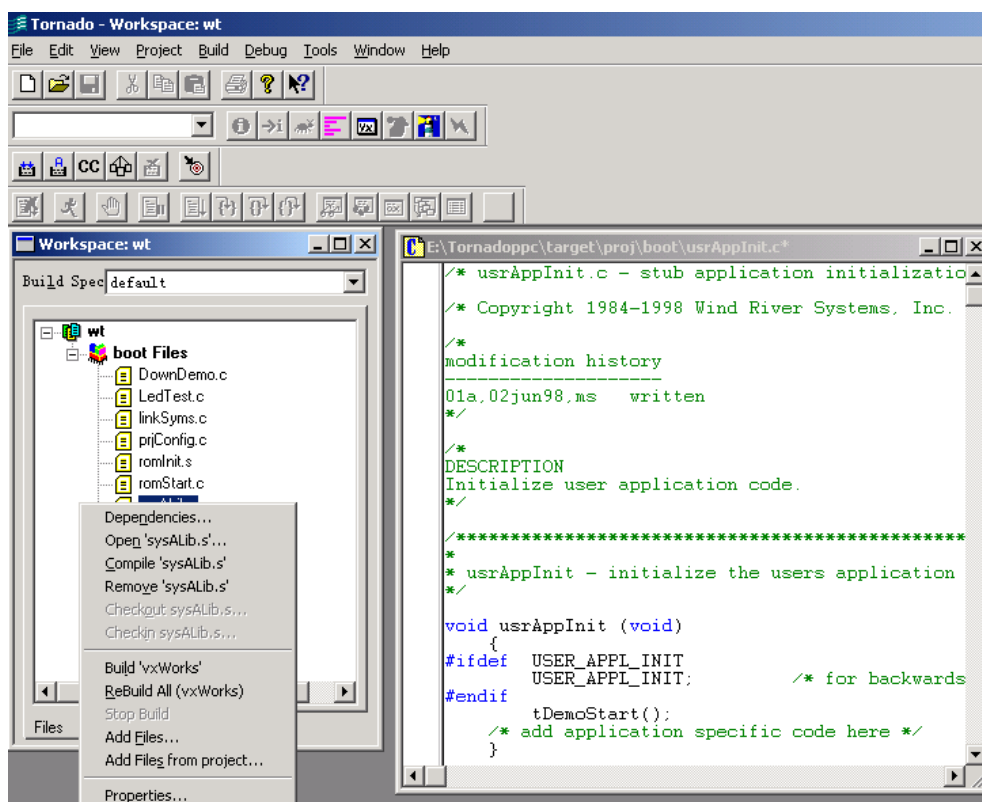 Tornado - Workspace: wt
File Edit View Project Build Debug Tools Window Help
CC
Workspace: wt
Build Spec default
wt
boot Files
DownDemo.c
LedTest.c
linkSyms.c
prjConfig.c
romInit.s
romStart.c
Dependencies...
Open 'sysALib.s'...
Compile 'sysALib.s'
Remove 'sysALib.s'
Checkout sysALib.s...
Checkin sysALib.s...
Build 'vxWorks'
ReBuild All (vxWorks)
Stop Build
Add Files...
Add Files from project...
Properties...
Files
E:\Tornadoppc\target\proj\boot\usrAppInit.c*
/* usrAppInit.c - stub application initializatio
/* Copyright 1984-1998 Wind River Systems, Inc.
/*
modification history
--------------------
01a,02jun98,ms written
*/
/*
DESCRIPTION
Initialize user application code.
*/
/************************************************
*
* usrAppInit - initialize the users application
*/
void usrAppInit (void)
{
#ifdef USER_APPL_INIT
USER_APPL_INIT; /* for backwards
#endif
tDemoStart();
/* add application specific code here */
}